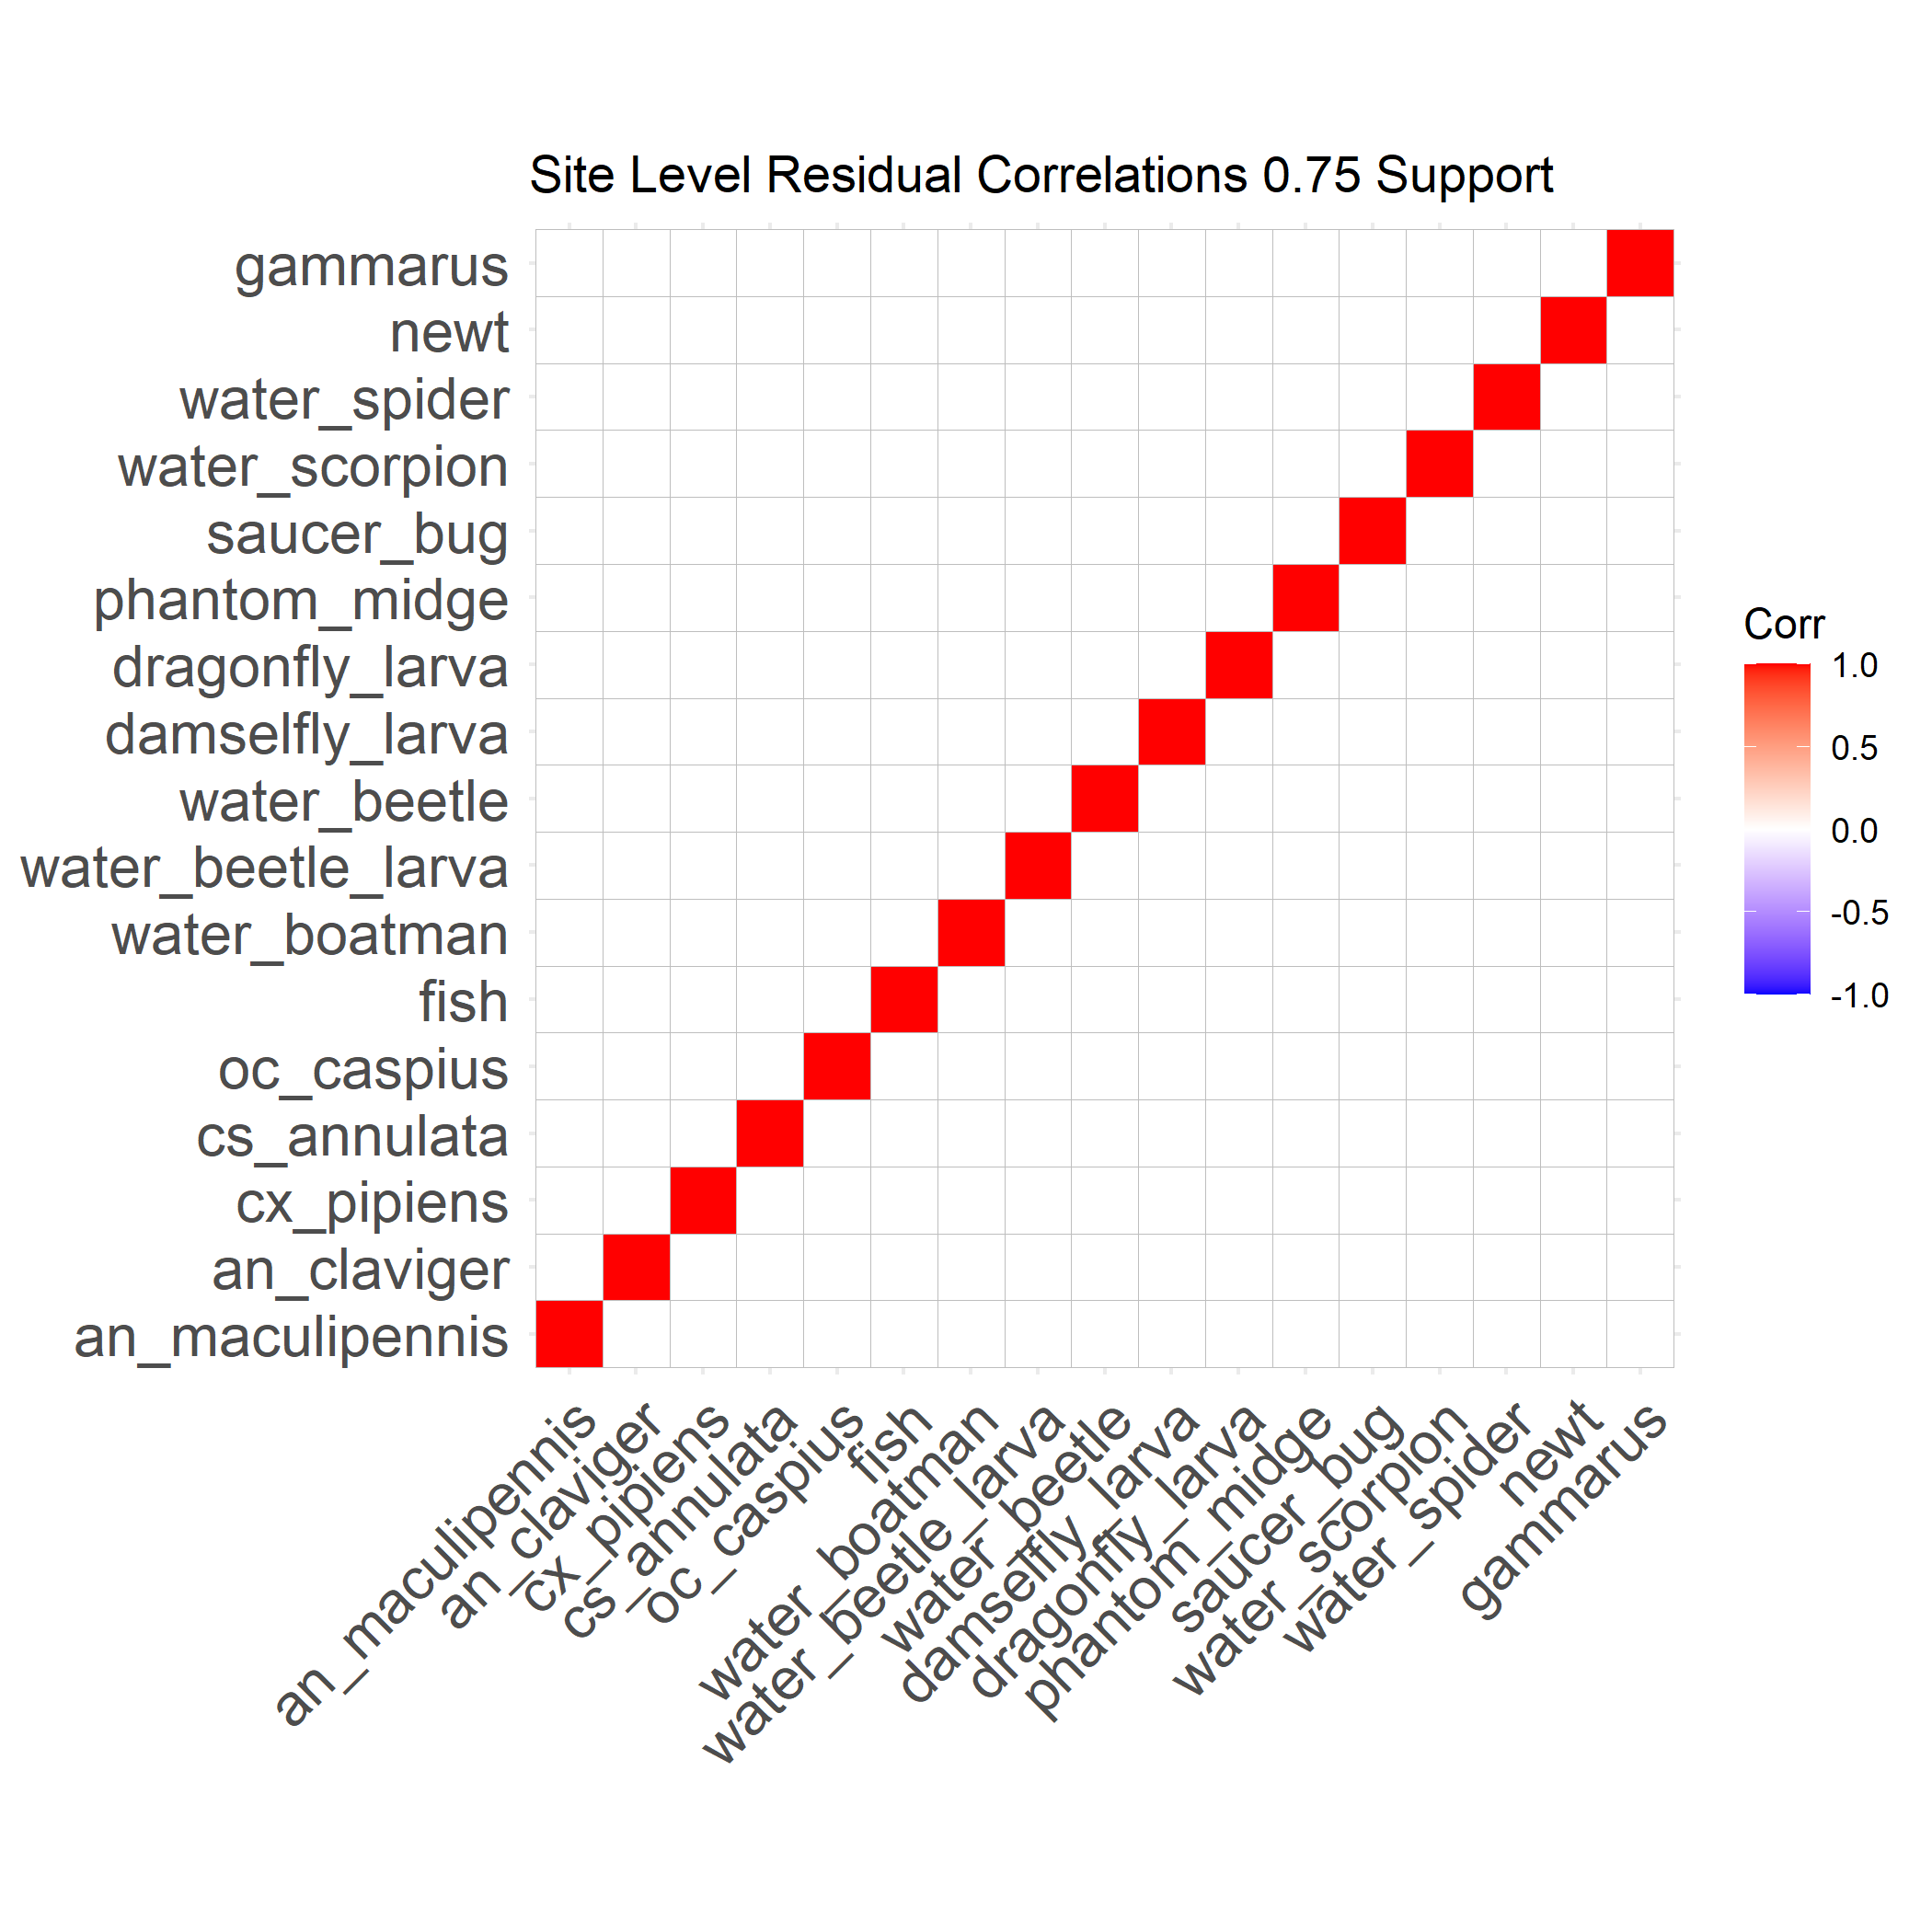 Site Level Residual Correlations 0.75 Support
gammarus
newt
water_spider
water_scorpion
saucer_bug
phantom_midge
dragonfly_larva
damselfly_larva
water_beetle
water_beetle_larva
water_boatman
fish
oc_caspius
cs_annulata
cx_pipiens
an_claviger
an_maculipennis
an_maculipennis
an_claviger
cx_pipiens
cs_annulata
oc_caspius
fish
water_boatman
water_beetle_larva
water_beetle
damselfly_larva
dragonfly_larva
phantom_midge
saucer_bug
water_scorpion
water_spider
newt
gammarus
Corr
1.0
0.5
0.0
-0.5
-1.0